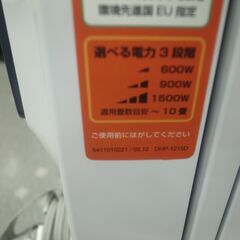 環境先進国 EU 指定
選べる電力3段階
600W
900W
1500W
適用畳数目安～10畳
ご使用前にはがしてください
DHP-1215D